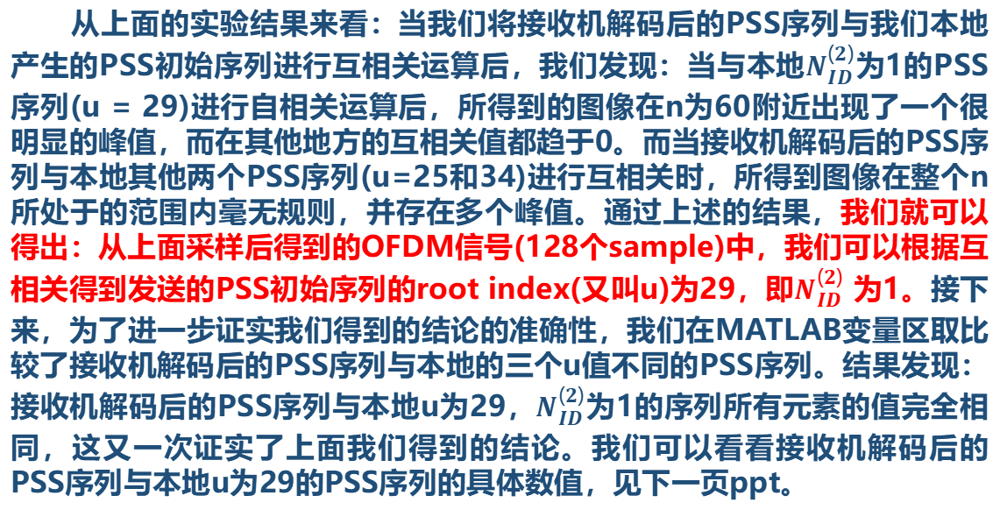 从上面的实验结果来看：当我们将接收机解码后的PSS序列与我们本地
产生的PSS初始序列进行互相关运算后，我们发现：当与本地$N_{ID}^{(2)}$为1的PSS
序列(u = 29)进行自相关运算后，所得到的图像在n为60附近出现了一个很
明显的峰值，而在其他地方的互相关值都趋于0。而当接收机解码后的PSS序
列与本地其他两个PSS序列(u=25和34)进行互相关时，所得到图像在整个n
所处于的范围内毫无规则，并存在多个峰值。通过上述的结果，我们就可以
得出：从上面采样后得到的OFDM信号(128个sample)中，我们可以根据互
相关得到发送的PSS初始序列的root index(又叫u)为29，即$N_{ID}^{(2)}$ 为1。接下
来，为了进一步证实我们得到的结论的准确性，我们在MATLAB变量区取比
较了接收机解码后的PSS序列与本地的三个u值不同的PSS序列。结果发现：
接收机解码后的PSS序列与本地u为29，$N_{ID}^{(2)}$为1的序列所有元素的值完全相
同，这又一次证实了上面我们得到的结论。我们可以看看接收机解码后的
PSS序列与本地u为29的PSS序列的具体数值，见下一页ppt。